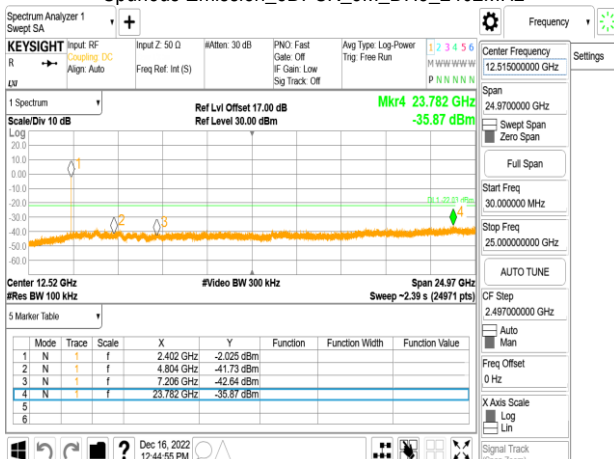 Spectrum Analyzer 1
Swept SA
+
Frequency
Settings
KEYSIGHT
R
Input: RF
Coupling: DC
Align: Auto
Input Z: 50 Ω
Freq Ref: Int (S)
#Atten: 30 dB
PNO: Fast
Gate: Off
IF Gain: Low
Sig Track: Off
Avg Type: Log-Power
Trig: Free Run
1 2 3 4 5 6
M W W W W W
P N N N N N
Center Frequency
12.515000000 GHz
Span
24.9700000 GHz
Swept Span
Zero Span
Full Span
Start Freq
30.000000 MHz
Stop Freq
25.000000000 GHz
AUTO TUNE
CF Step
2.497000000 GHz
Auto
Man
Freq Offset
0 Hz
X Axis Scale
Log
Lin
Signal Track
1 Spectrum
Scale/Div 10 dB
Ref Lvl Offset 17.00 dB
Ref Level 30.00 dBm
Mkr4 23.782 GHz
-35.87 dBm
Log
20.0
10.0
0.00
-10.0
-20.0
-30.0
-40.0
-50.0
-60.0
1
2
3
4
Center 12.52 GHz
#Res BW 100 kHz
#Video BW 300 kHz
Span 24.97 GHz
Sweep ~2.39 s (24971 pts)
5 Marker Table
Mode Trace Scale X Y Function Function Width Function Value
1 N 1 f 2.402 GHz -2.025 dBm
2 N 1 f 4.804 GHz -41.73 dBm
3 N 1 f 7.206 GHz -42.64 dBm
4 N 1 f 23.782 GHz -35.87 dBm
5
6
?
Dec 16, 2022
12:44:55 PM